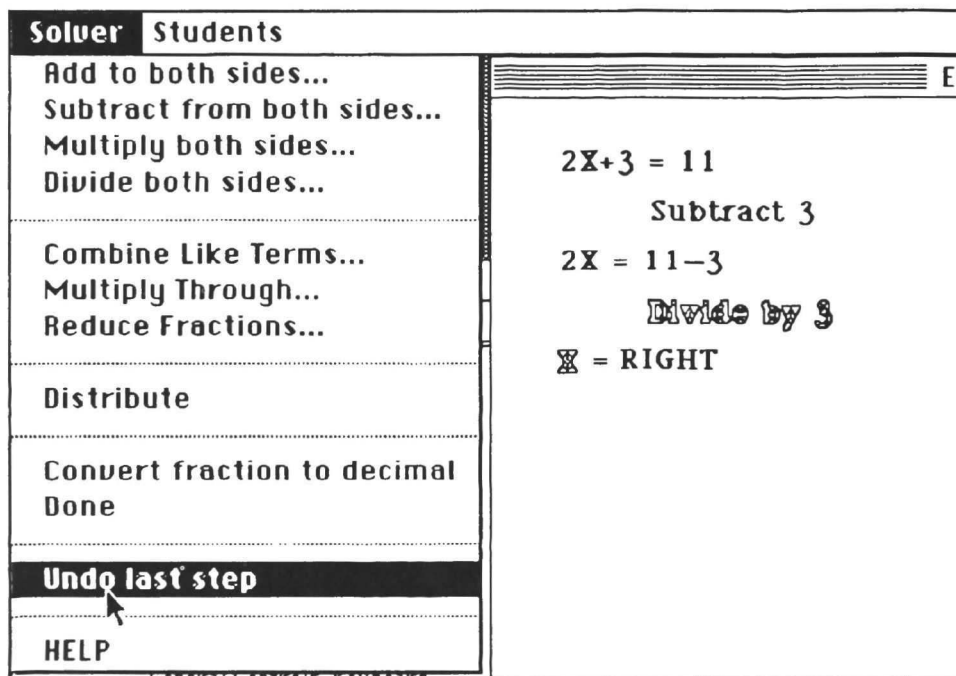 Solver Students
Add to both sides...
Subtract from both sides...
Multiply both sides...
Divide both sides...
Combine Like Terms...
Multiply Through...
Reduce Fractions...
Distribute
Convert fraction to decimal
Done
Undo last step
HELP
E
2X+3 = 11
Subtract 3
2X = 11—3
Divide by 3
X = RIGHT